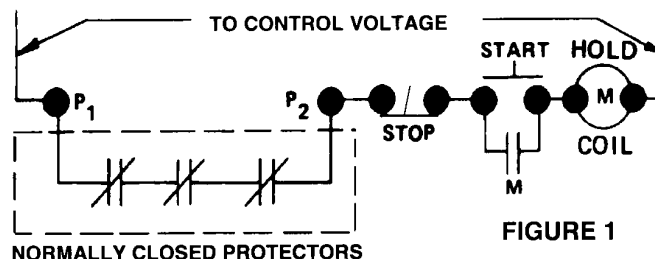 TO CONTROL VOLTAGE
START
HOLD
P1
P2
M
STOP
COIL
M
FIGURE 1
NORMALLY CLOSED PROTECTORS